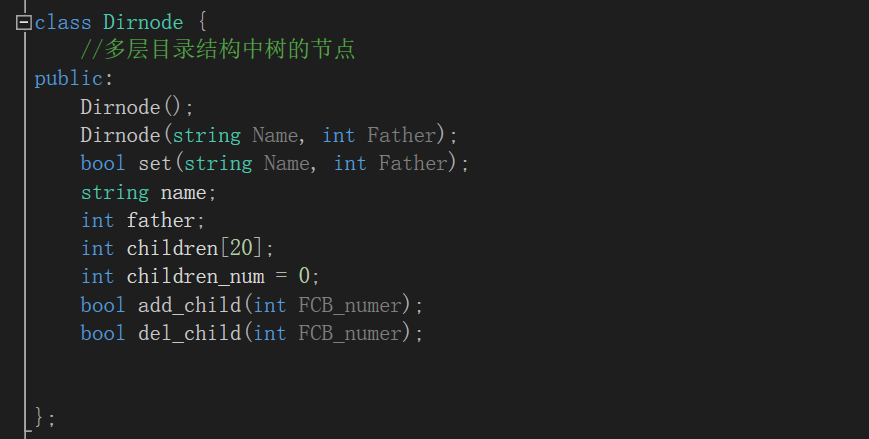 class Dirnode {
//多层目录结构中树的节点
public:
Dirnode();
Dirnode(string Name, int Father);
bool set(string Name, int Father);
string name;
int father;
int children[20];
int children_num = 0;
bool add_child(int FCB_numer);
bool del_child(int FCB_numer);
};